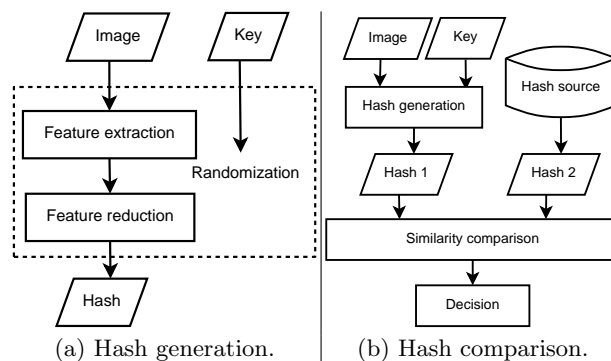 Image
Key
Feature extraction
Randomization
Feature reduction
Hash
(a) Hash generation.
Image
Key
Hash source
Hash generation
Hash 1
Hash 2
Similarity comparison
Decision
(b) Hash comparison.